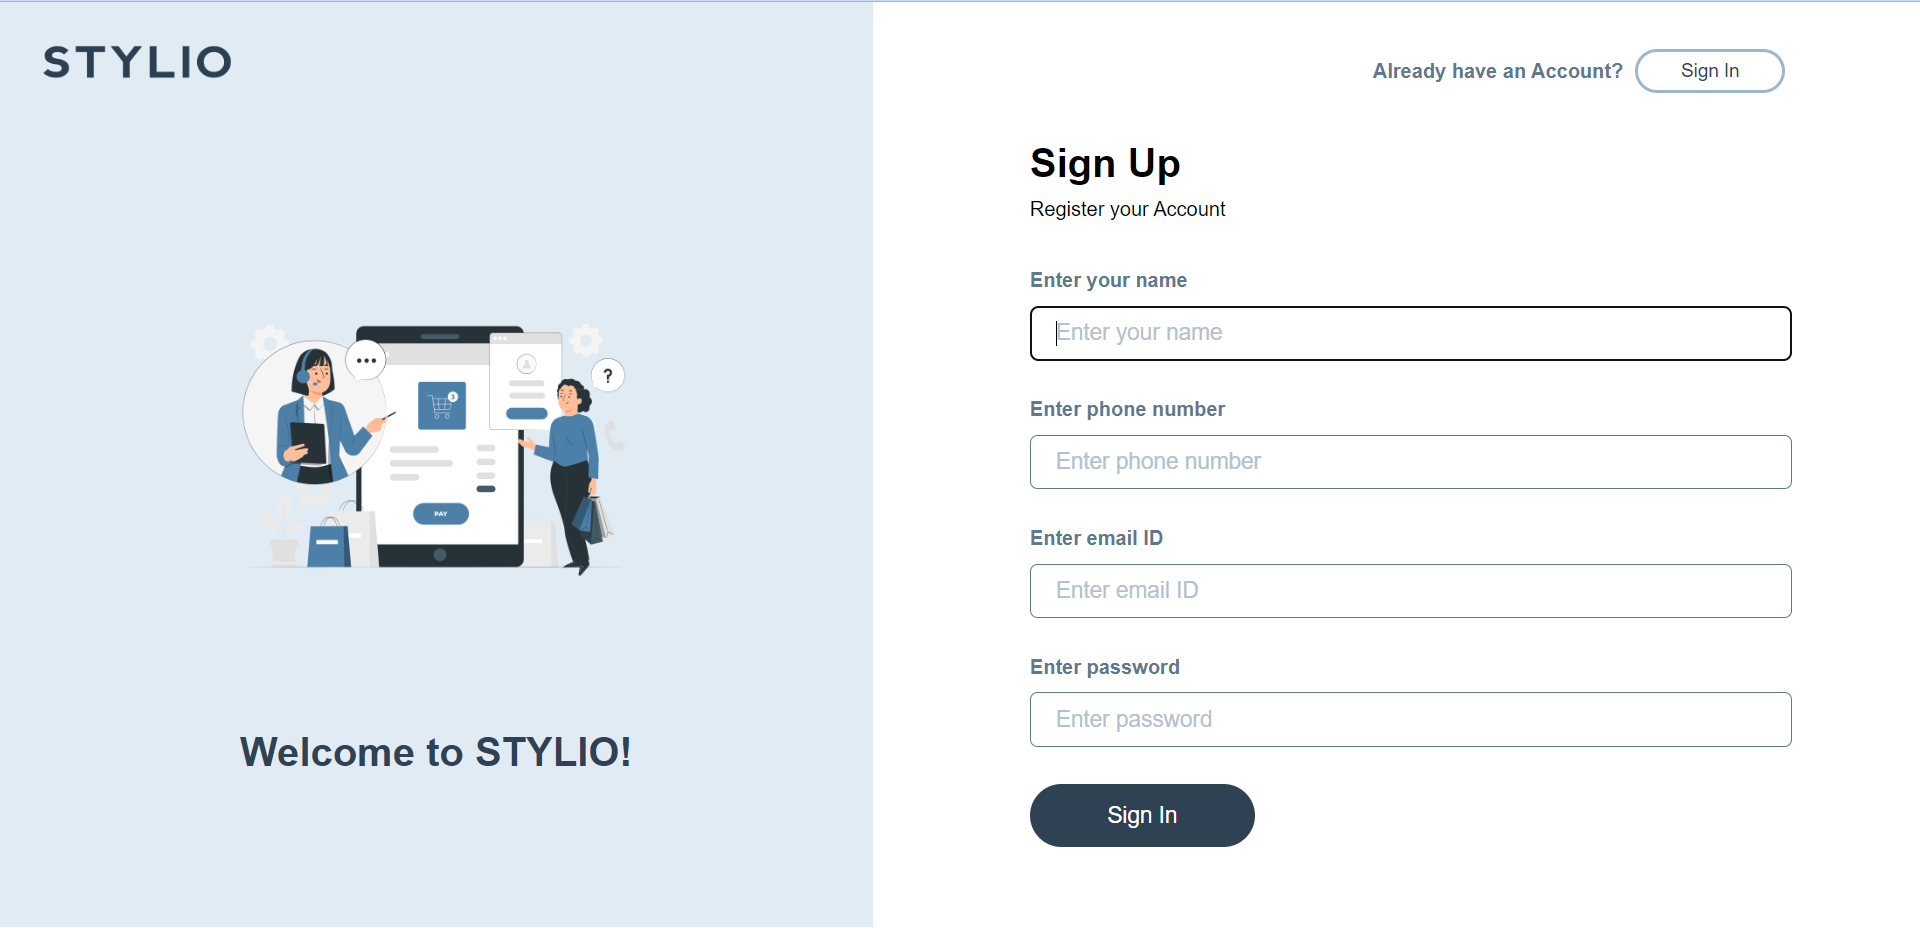 STYLIO
Already have an Account? Sign In
Sign Up
Register your Account
Enter your name
Enter your name
Enter phone number
Enter phone number
Enter email ID
Enter email ID
Enter password
Enter password
Sign In
3
?
PAY
Welcome to STYLIO!